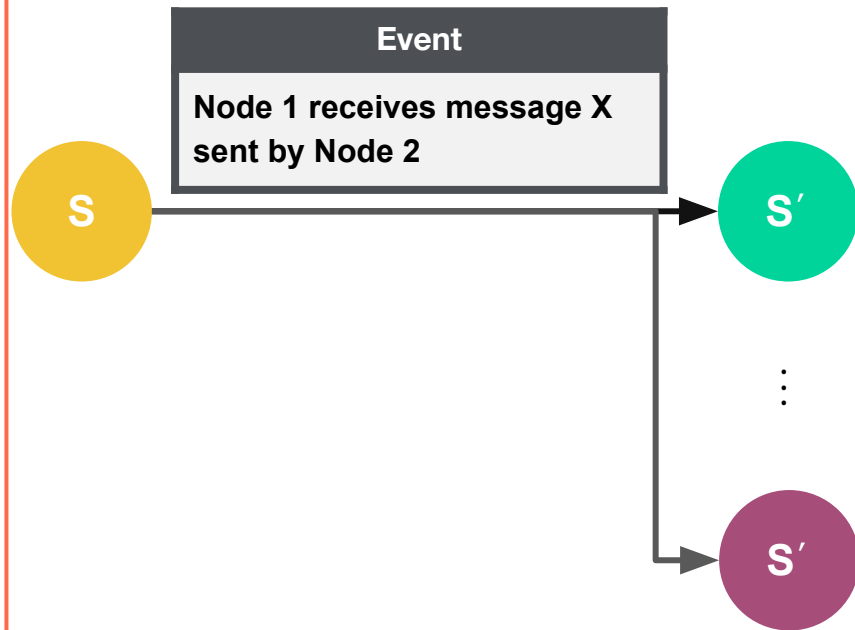 Event
Node 1 receives message X
sent by Node 2
S
S′
⋮
S′